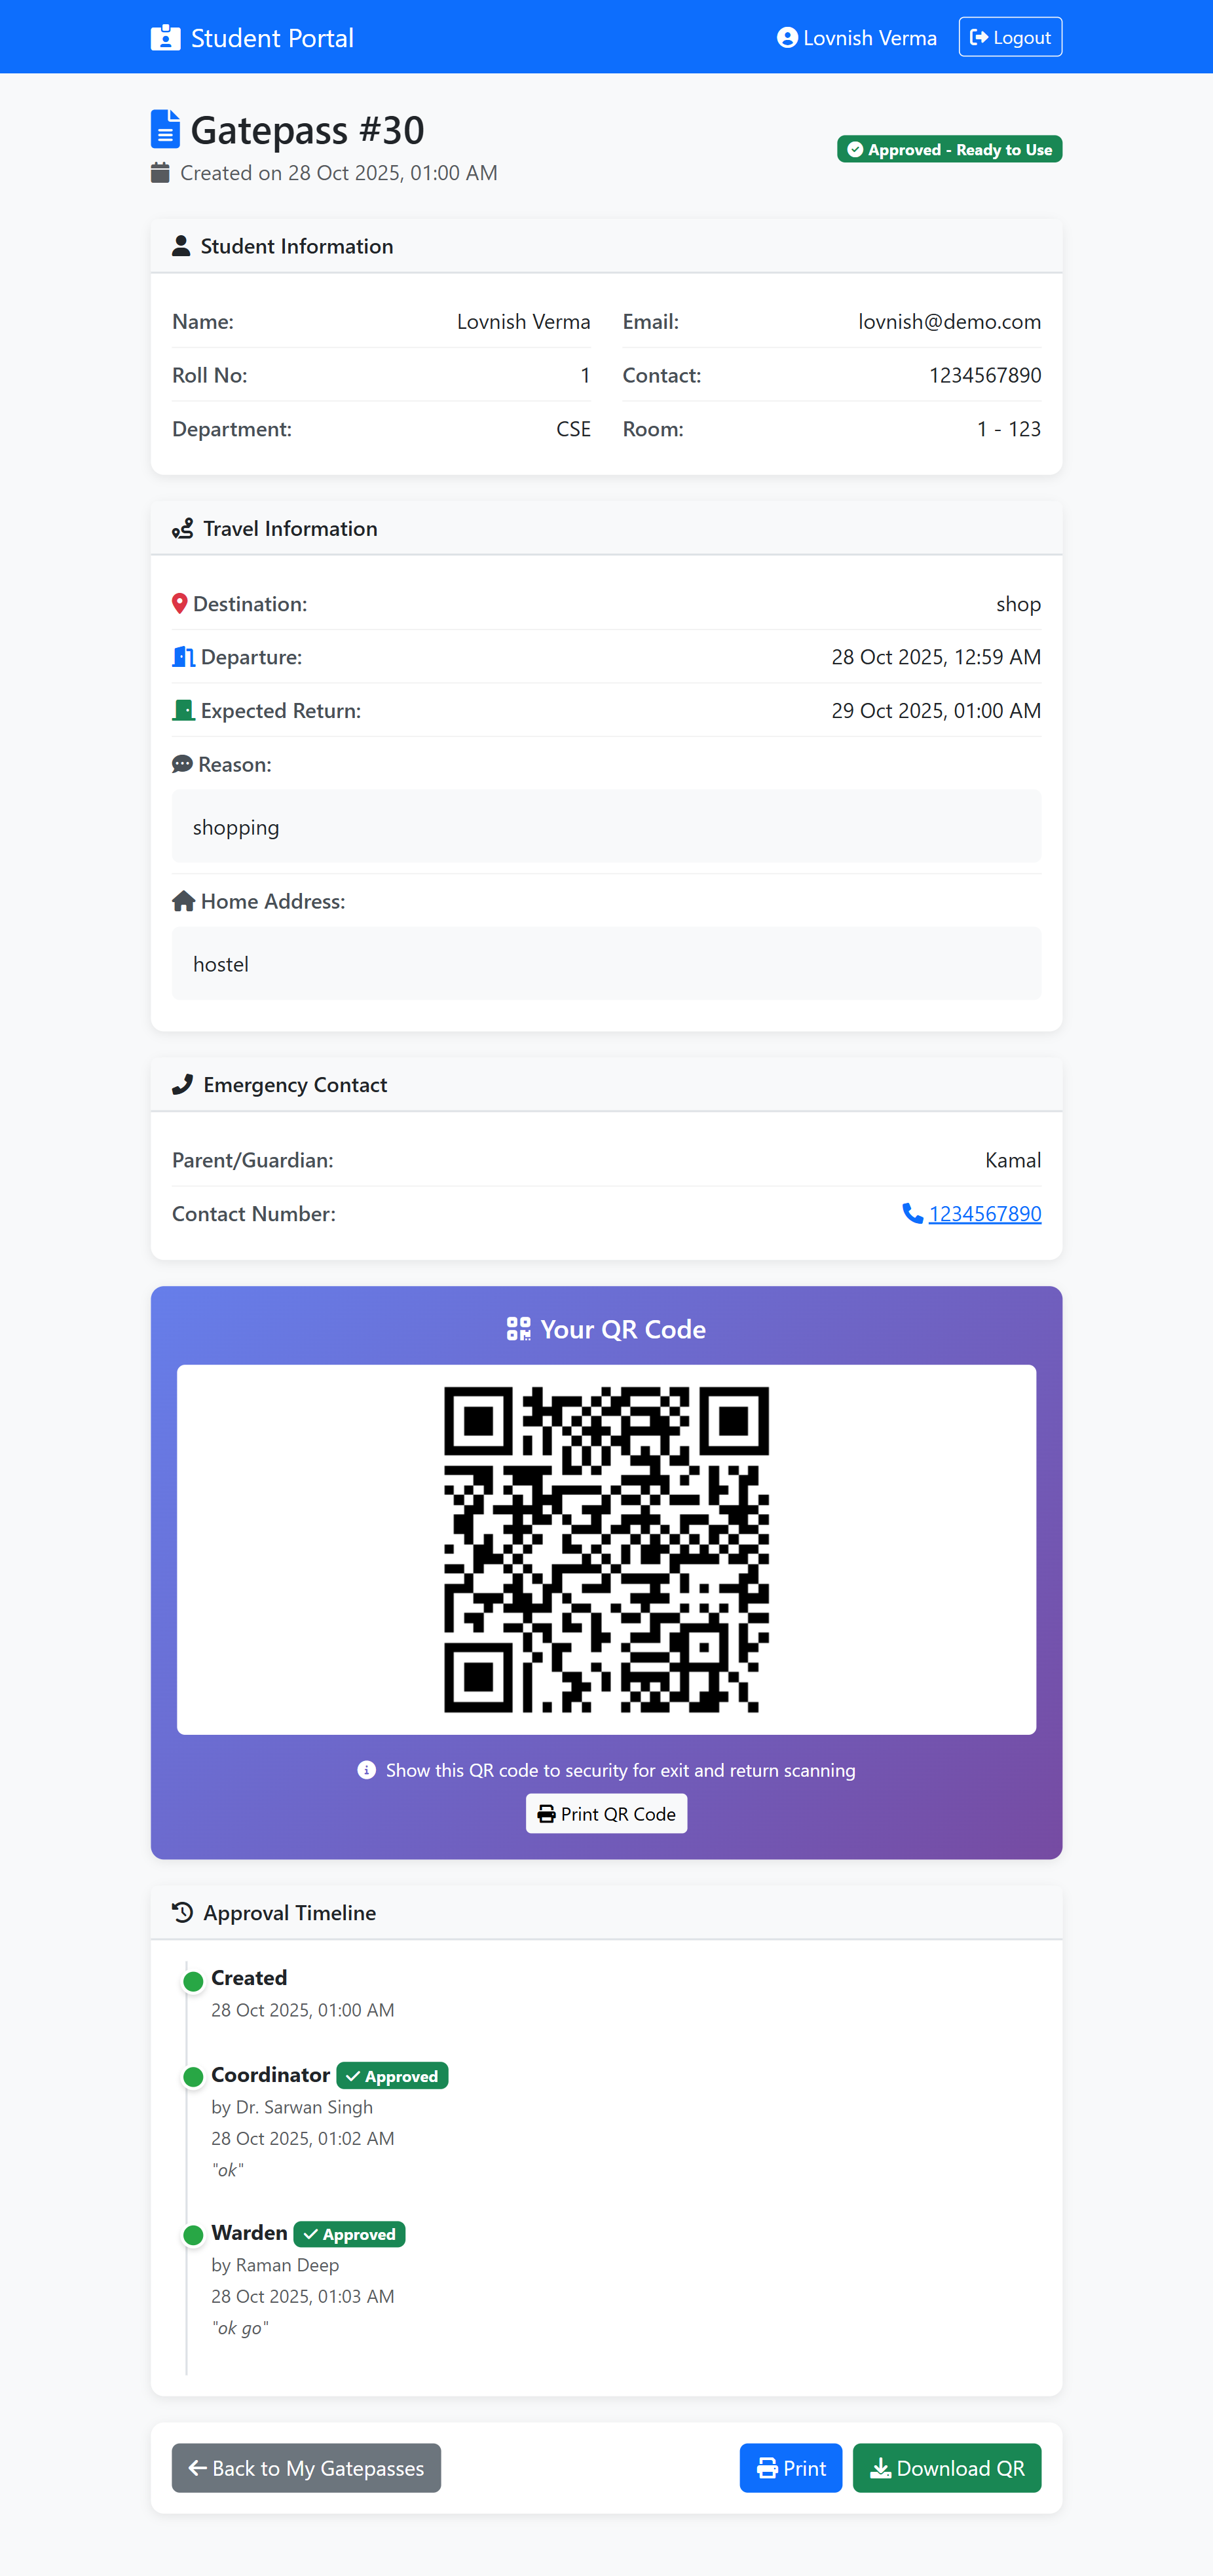 Student Portal
Lovnish Verma
Logout
Gatepass #30
Created on 28 Oct 2025, 01:00 AM
Approved - Ready to Use
Student Information
Name: Lovnish Verma
Email: lovnish@demo.com
Roll No: 1
Contact: 1234567890
Department: CSE
Room: 1 - 123
Travel Information
Destination: shop
Departure: 28 Oct 2025, 12:59 AM
Expected Return: 29 Oct 2025, 01:00 AM
Reason:
shopping
Home Address:
hostel
Emergency Contact
Parent/Guardian: Kamal
Contact Number: 1234567890
Your QR Code
Show this QR code to security for exit and return scanning
Print QR Code
Approval Timeline
Created
28 Oct 2025, 01:00 AM
Coordinator Approved
by Dr. Sarwan Singh
28 Oct 2025, 01:02 AM
"ok"
Warden Approved
by Raman Deep
28 Oct 2025, 01:03 AM
"ok go"
Back to My Gatepasses
Print
Download QR